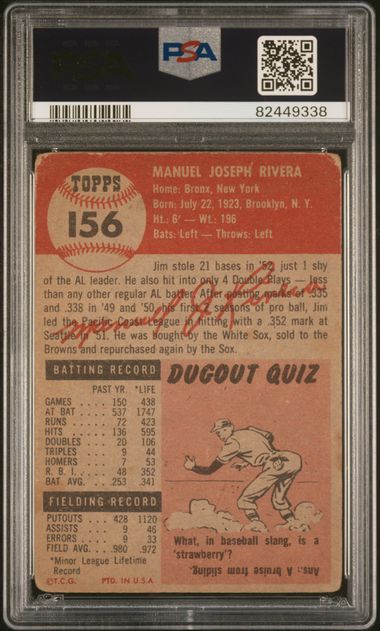 PSA
PSA
82449338
TOPPS
156
MANUEL JOSEPH RIVERA
Home: Bronx, New York
Born: July 22, 1923, Brooklyn, N. Y.
Ht.: 6' — Wt.: 196
Bats: Left — Throws: Left
Jim stole 21 bases in '52, just 1 shy
of the AL leader. He also hit into only 4 Double Plays — less
than any other regular AL batter. After posting marks of .335
and .338 in '49 and '50, his first 2 seasons of pro ball, Jim
led the Pacific Coast League in hitting with a .352 mark at
Seattle in '51. He was bought by the White Sox, sold to
the Browns and repurchased again by the Sox.
BATTING RECORD
PAST YR. *LIFE
GAMES 150 438
AT BAT 537 1747
RUNS 72 423
HITS 136 595
DOUBLES 20 106
TRIPLES 9 44
HOMERS 7 53
R. B. I. 48 352
BAT. AVG. .253 .341
FIELDING RECORD
PUTOUTS 428 1120
ASSISTS 9 46
ERRORS 9 33
FIELD AVG. .980 .972
*Minor League Lifetime
Record
©T.C.G. PTD. IN U.S.A.
DUGOUT QUIZ
What, in baseball slang, is a
'strawberry'?
Ans.: A bruise from sliding.